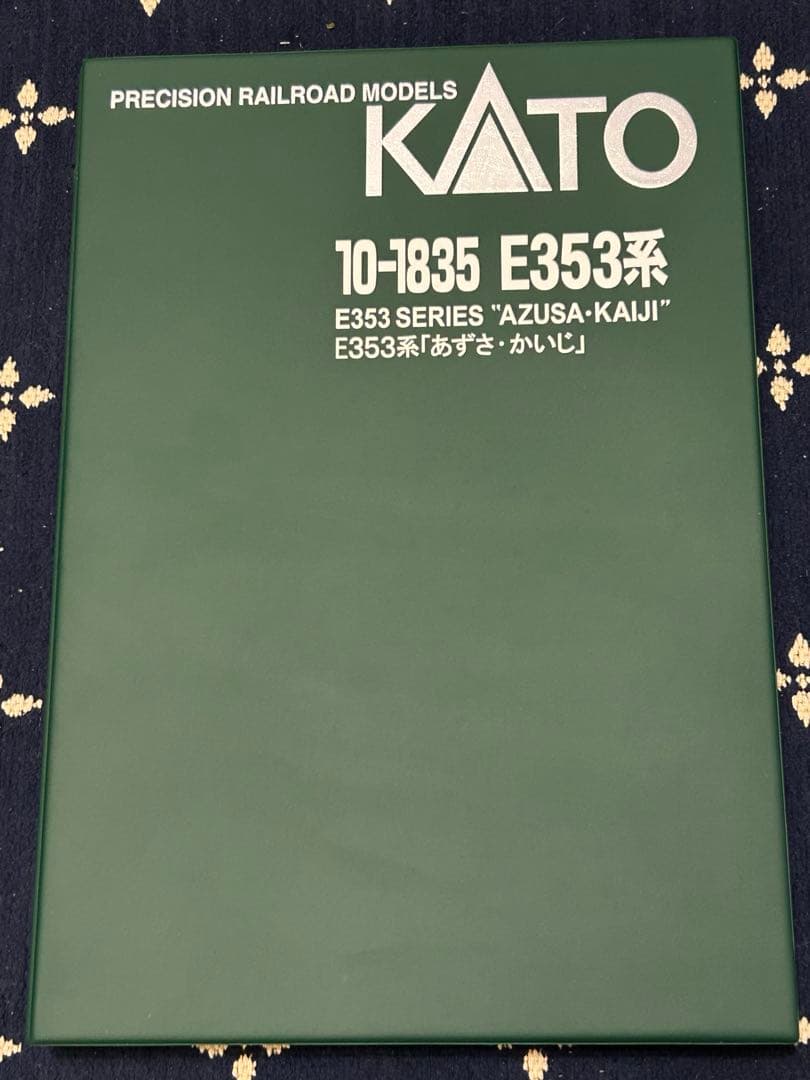 PRECISION RAILROAD MODELS
KATO
10-1835 E353系
E353 SERIES "AZUSA･KAIJI"
E353系｢あずさ･かいじ｣